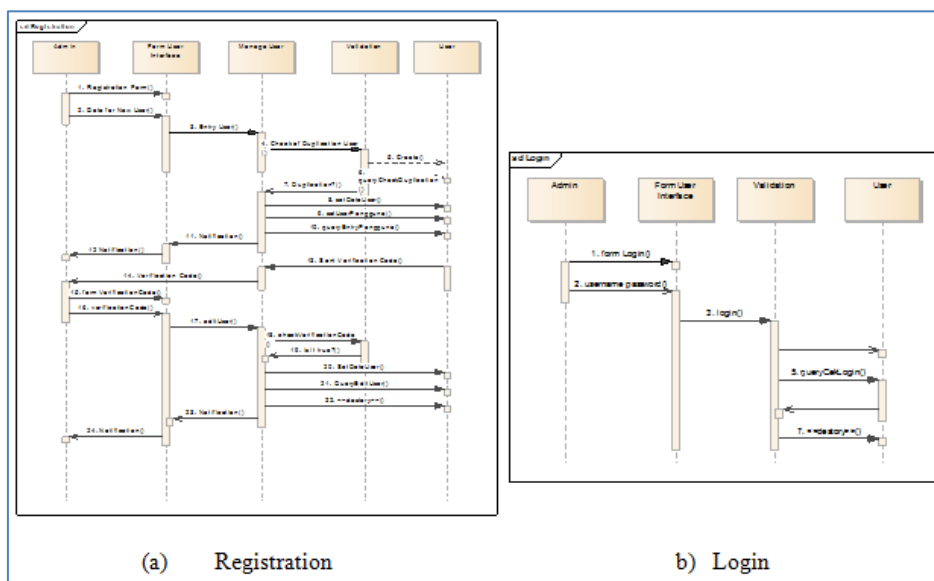 sd Registration
Admin
Form User
Interface
Manage User
Validation
User
1. Registration Form()
2. Data for New User()
3. Entry User()
4. Check of Duplication User
()
5. Create()
6.
queryCheckDuplication
()
7. Duplication?()
8. setDataUser()
9. setUserPengguna()
10. queryEntryPengguna()
11. Notification()
12 Notification()
13. Sent Verification Code()
14. Verification Code()
15. form VerificationCode()
16. verificationCode()
17. editUser()
18. checkVerificationCode
()
19. is it true?()
20. SetDataUser()
21. QueryEditUser()
22. <<destory>>()
23. Notification()
24. Notification()
sd Login
Admin
Form User
Interface
Validation
User
1. form Login()
2. username password()
3. login()
5. queryCekLogin()
7. <<destory>>()
(a) Registration
b) Login